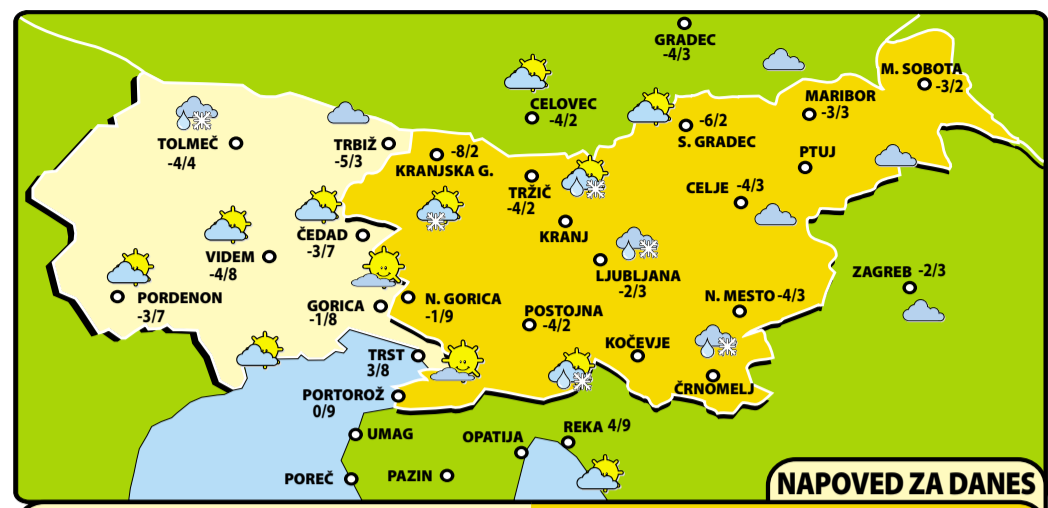 GRADEC
-4/3
M. SOBOTA
-3/2
CELOVEC
-4/2
MARIBOR
-3/3
-6/2
S. GRADEC
TOLMEČ
-4/4
TRBIŽ
-5/3
-8/2
KRANJSKA G.
PTUJ
TRŽIČ
-4/2
CELJE -4/3
KRANJ
ČEDAD
-3/7
VIDEM
-4/8
LJUBLJANA
-2/3
ZAGREB -2/3
PORDENON
-3/7
GORICA
-1/8
N. GORICA
-1/9
POSTOJNA
-4/2
N. MESTO -4/3
KOČEVJE
TRST
3/8
ČRNOMELJ
PORTOROŽ
0/9
UMAG
OPATIJA
REKA 4/9
POREČ
PAZIN
NAPOVED ZA DANES